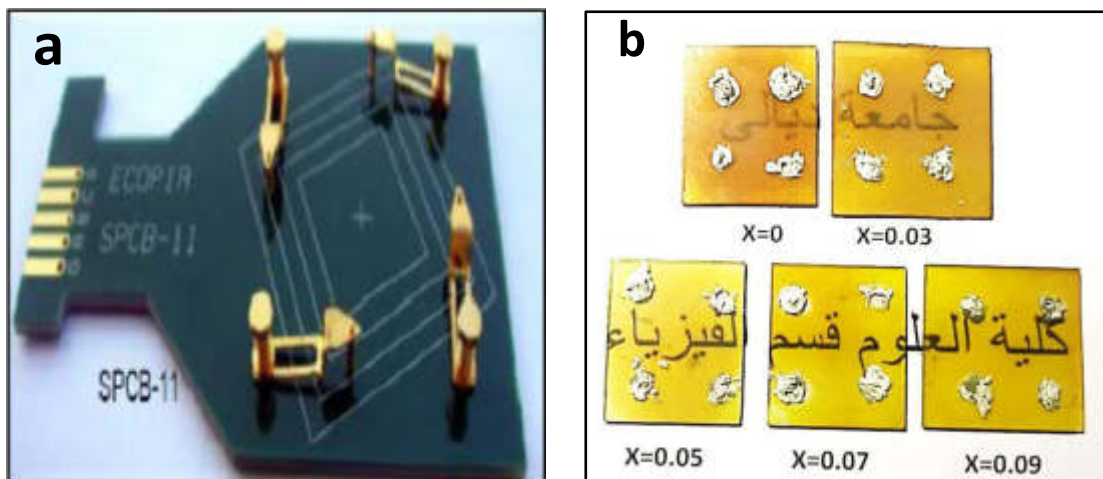 a
ECOPIA
SPCB-11
SPCB-11
b
جامعة ديالى
X=0
X=0.03
كلية العلوم قسم الفيزياء
X=0.05
X=0.07
X=0.09